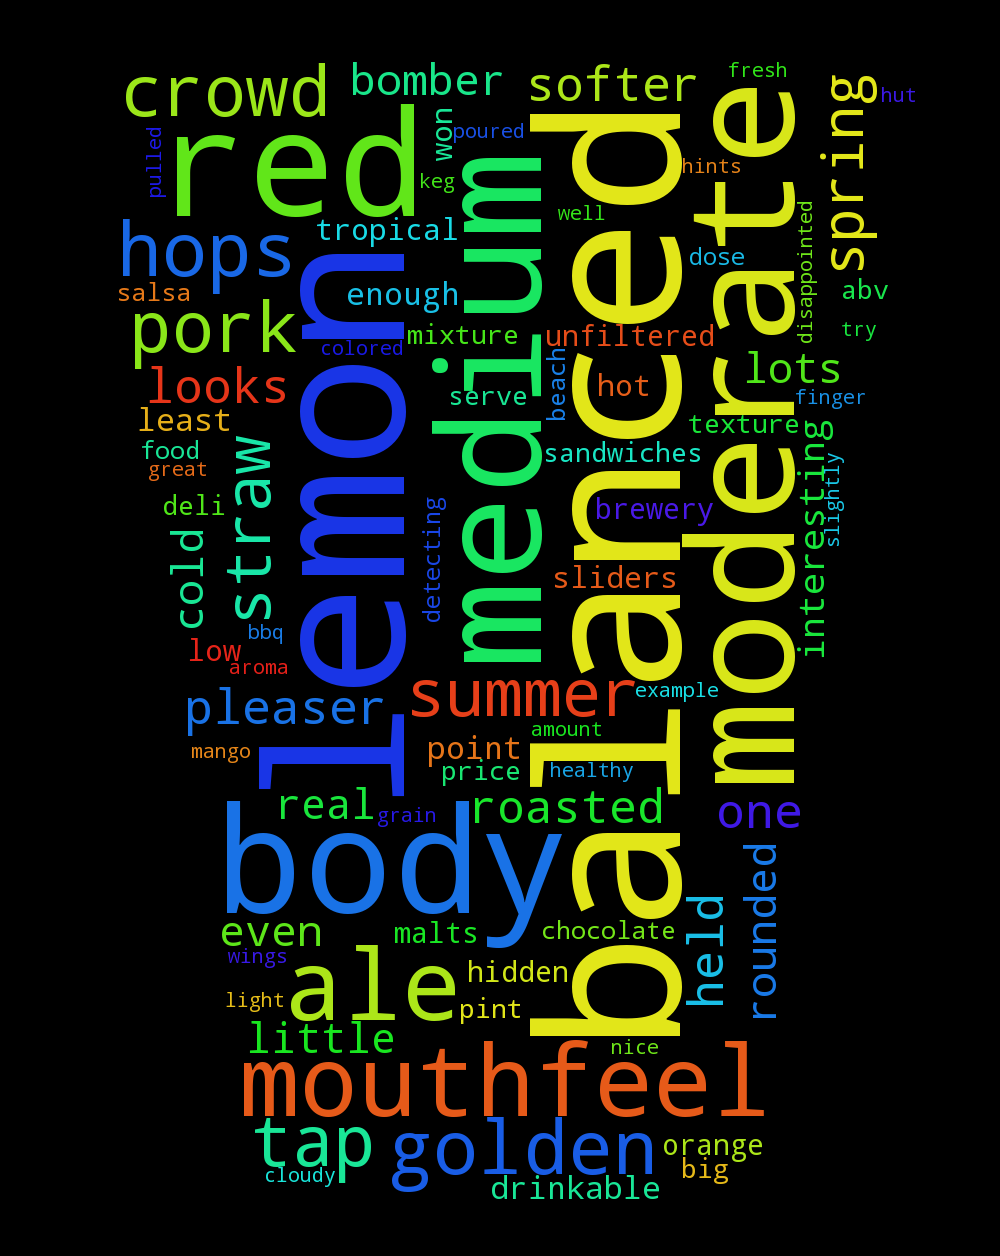 crowd
bomber
softer
fresh
spring
hut
red
won
poured
pulled
keg
medium
balanced
moderate
hints
well
hops
tropical
disappointed
dose
salsa
enough
abv
pork
mixture
unfiltered
try
lemon
colored
beach
lots
looks
serve
hot
finger
least
texture
interesting
food
great
straw
sandwiches
slightly
deli
detecting
brewery
cold
sliders
bbq
low
aroma
pleaser
summer
example
mango
point
amount
price
healthy
real
grain
roasted
one
body
rounded
held
even
malts
chocolate
wings
ale
hidden
light
pint
little
nice
mouthfeel
tap
golden
orange
cloudy
big
drinkable